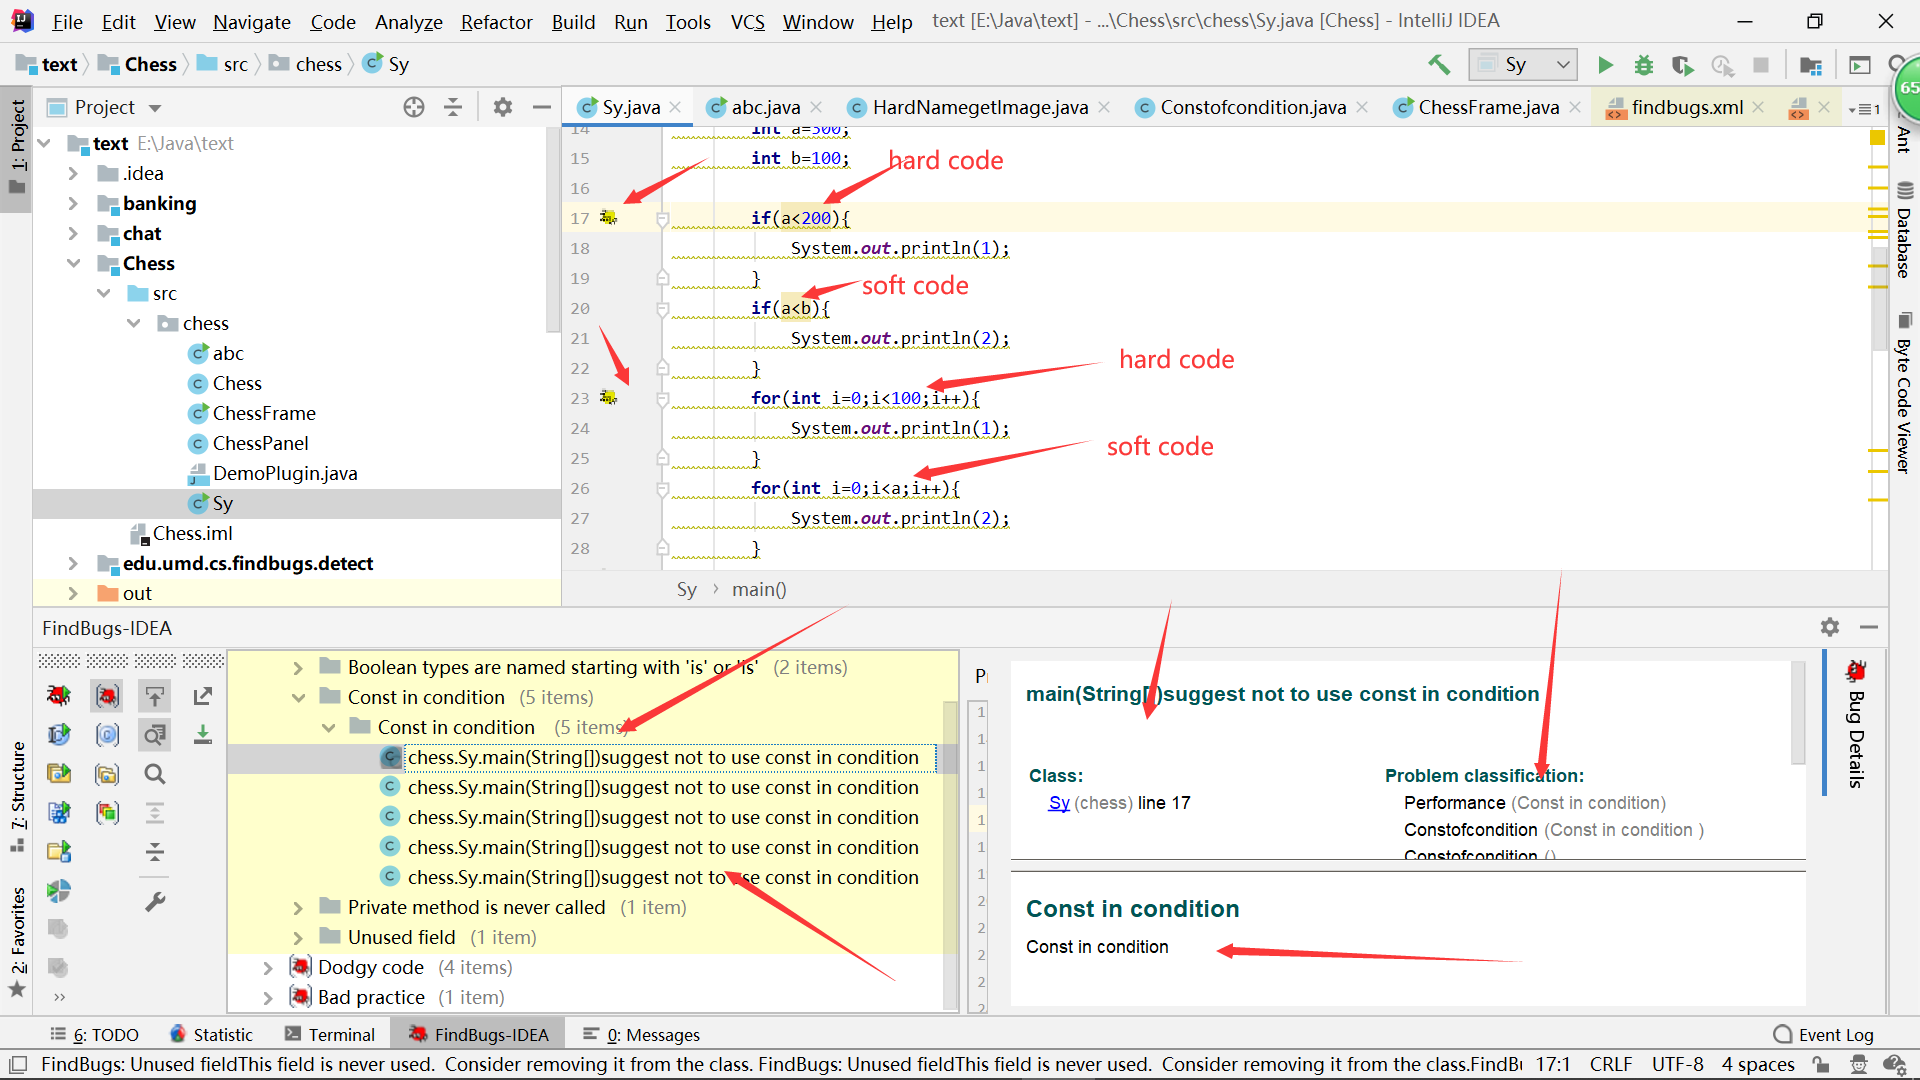 File Edit View Navigate Code Analyze Refactor Build Run Tools VCS Window Help text [E:\Java\text] - ...\Chess\src\chess\Sy.java [Chess] - IntelliJ IDEA
text Chess src chess Sy
Sy
65
1: Project
Project
Sy.java abc.java HardNamegetImage.java Constofcondition.java ChessFrame.java findbugs.xml
1
text E:\Java\text
.idea
banking
chat
Chess
src
chess
abc
Chess
ChessFrame
ChessPanel
DemoPlugin.java
Sy
Chess.iml
edu.umd.cs.findbugs.detect
out
14 int a=300;
15 int b=100;
hard code
16
17 if(a<200){
18 System.out.println(1);
19 }
soft code
20 if(a<b){
21 System.out.println(2);
22 }
hard code
23 for(int i=0;i<100;i++){
24 System.out.println(1);
25 }
soft code
26 for(int i=0;i<a;i++){
27 System.out.println(2);
28 }
Sy main()
Ant
Database
Byte Code Viewer
FindBugs-IDEA
Boolean types are named starting with 'is' or 'Is' (2 items)
Const in condition (5 items)
Const in condition (5 items)
chess.Sy.main(String[])suggest not to use const in condition
chess.Sy.main(String[])suggest not to use const in condition
chess.Sy.main(String[])suggest not to use const in condition
chess.Sy.main(String[])suggest not to use const in condition
chess.Sy.main(String[])suggest not to use const in condition
Private method is never called (1 item)
Unused field (1 item)
Dodgy code (4 items)
Bad practice (1 item)
main(String[])suggest not to use const in condition
Class:
Sy (chess) line 17
Problem classification:
Performance (Const in condition)
Constofcondition (Const in condition )
Constofcondition ()
Const in condition
Const in condition
Bug Details
7: Structure
2: Favorites
6: TODO Statistic Terminal FindBugs-IDEA 0: Messages Event Log
FindBugs: Unused fieldThis field is never used. Consider removing it from the class. FindBugs: Unused fieldThis field is never used. Consider removing it from the class.FindBu 17:1 CRLF UTF-8 4 spaces